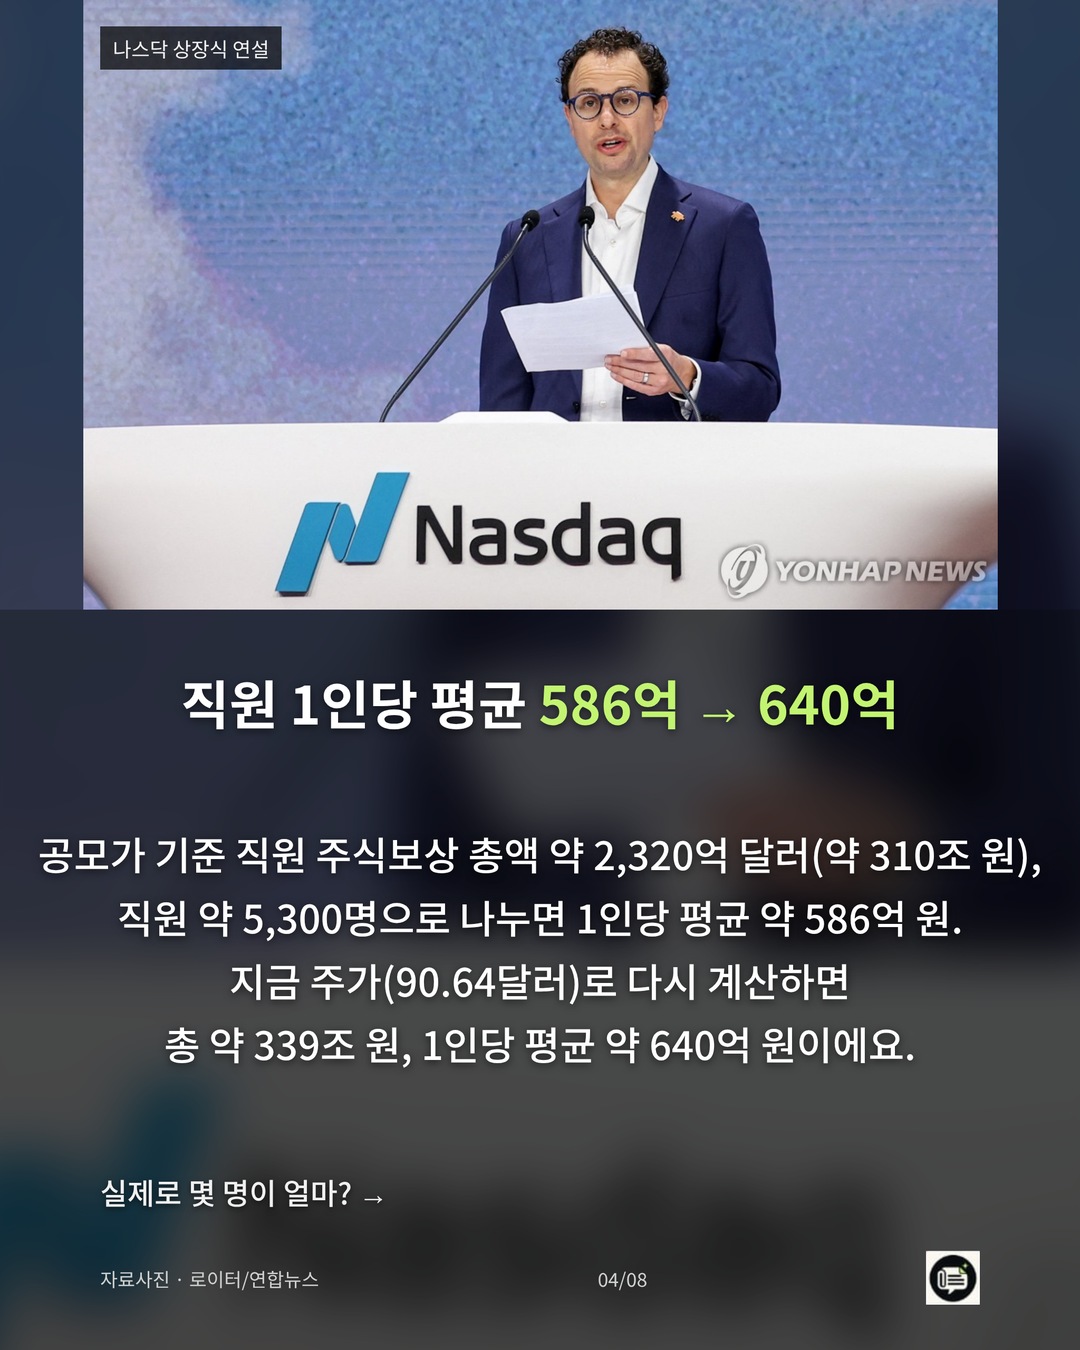 나스닥 상장식 연설
Nasdaq
YONHAP NEWS
직원 1인당 평균 586억 → 640억
공모가 기준 직원 주식보상 총액 약 2,320억 달러(약 310조 원),
직원 약 5,300명으로 나누면 1인당 평균 약 586억 원.
지금 주가(90.64달러)로 다시 계산하면
총 약 339조 원, 1인당 평균 약 640억 원이에요.
실제로 몇 명이 얼마? →
자료사진 · 로이터/연합뉴스
04/08